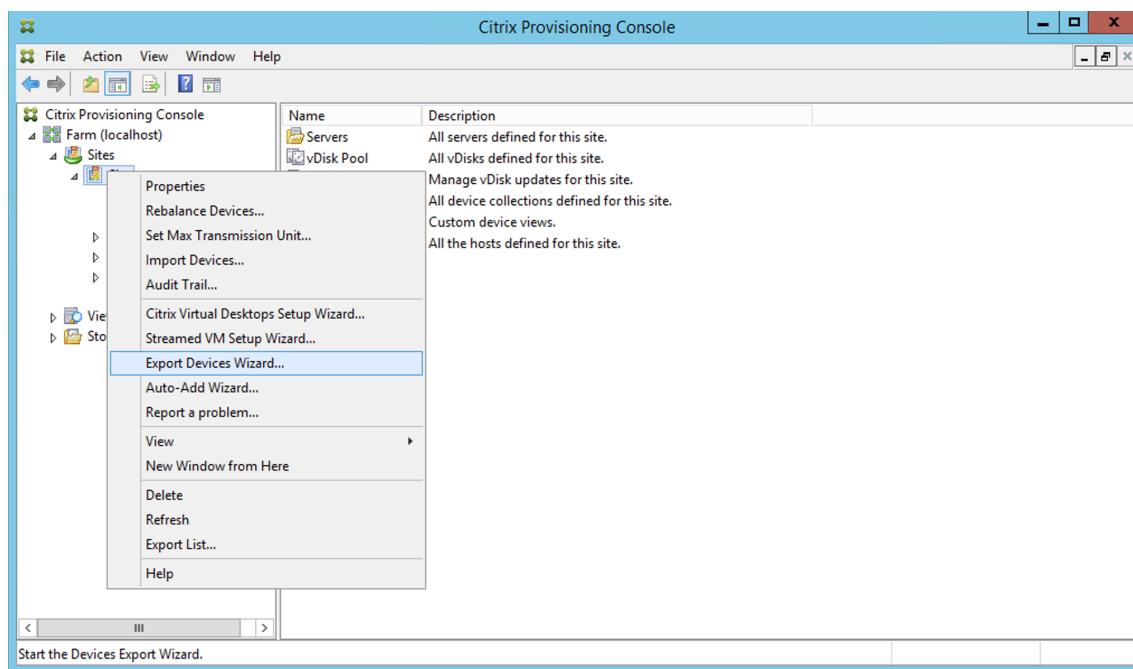 Citrix Provisioning Console
File Action View Window Help
Citrix Provisioning Console
Farm (localhost)
Sites
Vie
Sto
Name Description
Servers All servers defined for this site.
vDisk Pool All vDisks defined for this site.
Manage vDisk updates for this site.
All device collections defined for this site.
Custom device views.
All the hosts defined for this site.
Properties
Rebalance Devices...
Set Max Transmission Unit...
Import Devices...
Audit Trail...
Citrix Virtual Desktops Setup Wizard...
Streamed VM Setup Wizard...
Export Devices Wizard...
Auto-Add Wizard...
Report a problem...
View
New Window from Here
Delete
Refresh
Export List...
Help
Start the Devices Export Wizard.